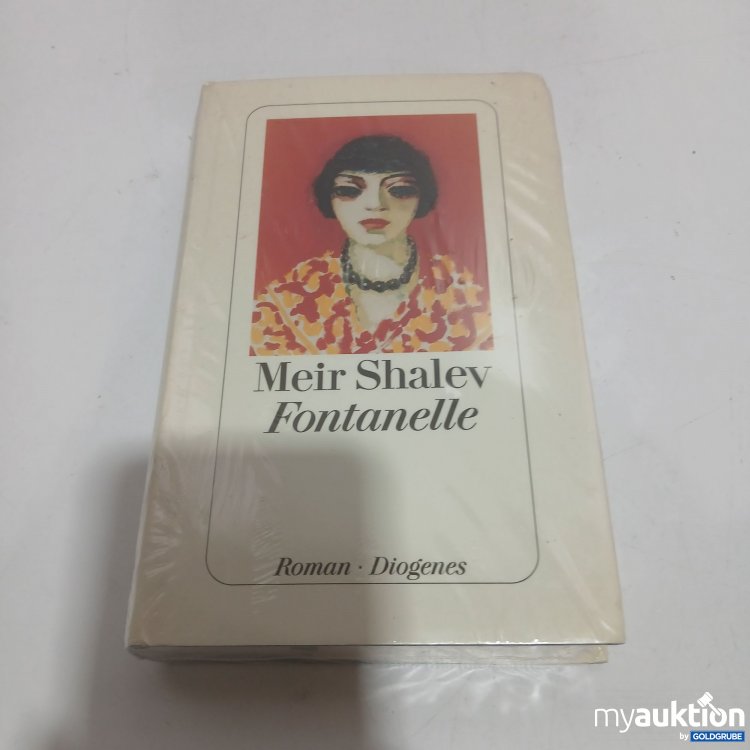 Meir Shalev
Fontanelle
Roman · Diogenes
myauktion
by GOLDGRUBE